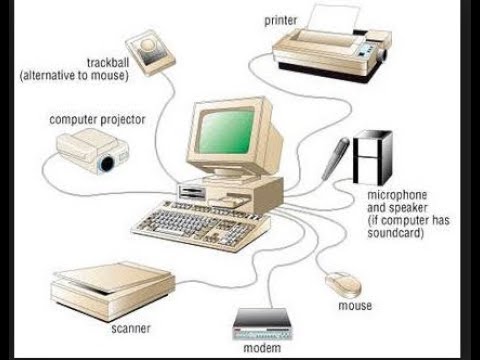 printer
trackball
(alternative to mouse)
computer projector
microphone
and speaker
(if computer has
soundcard)
mouse
scanner
modem